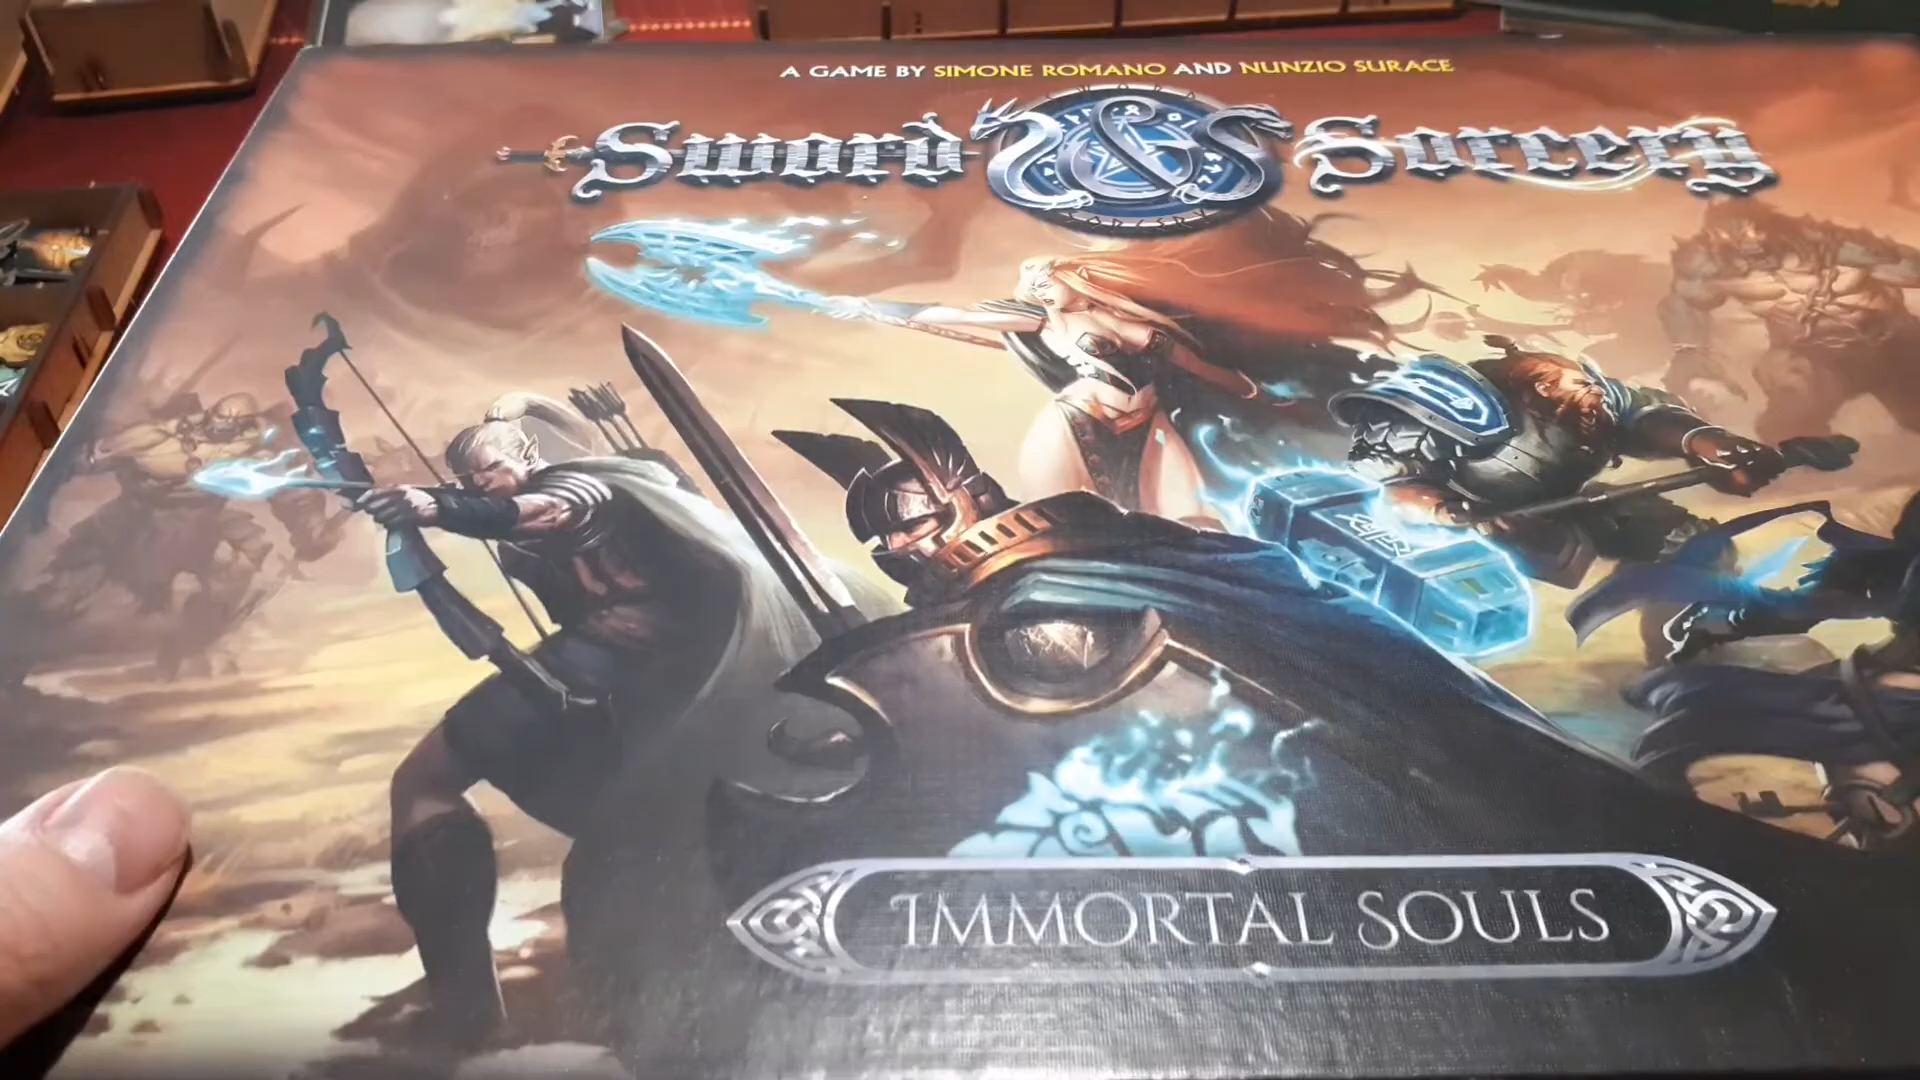 A GAME BY SIMONE ROMANO AND NUNZIO SURACE
Sword & Sorcery
IMMORTAL SOULS